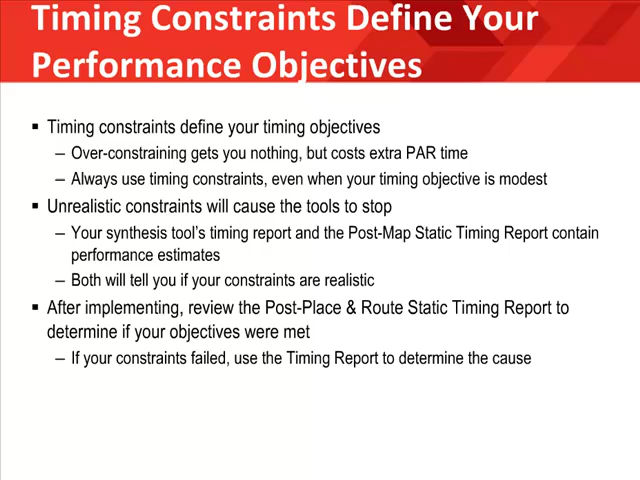 Timing Constraints Define Your
Performance Objectives
▪ Timing constraints define your timing objectives
– Over-constraining gets you nothing, but costs extra PAR time
– Always use timing constraints, even when your timing objective is modest
▪ Unrealistic constraints will cause the tools to stop
– Your synthesis tool's timing report and the Post-Map Static Timing Report contain
performance estimates
– Both will tell you if your constraints are realistic
▪ After implementing, review the Post-Place & Route Static Timing Report to
determine if your objectives were met
– If your constraints failed, use the Timing Report to determine the cause